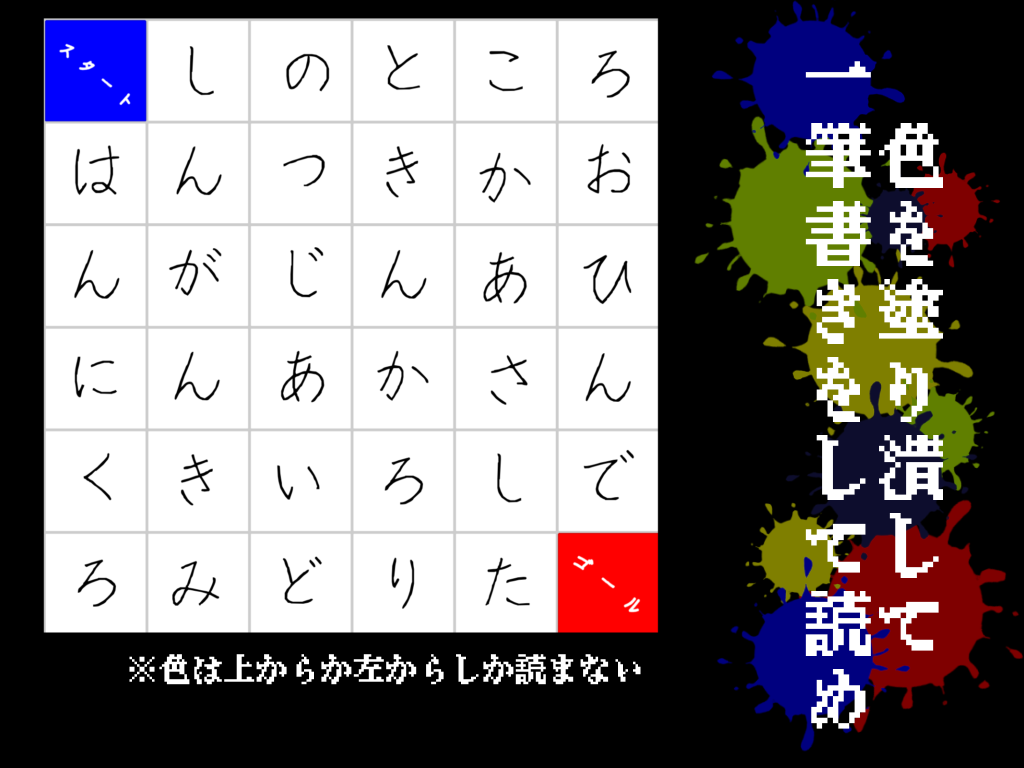 スタート し の と こ ろ
は ん つ き か お
ん が じ ん あ ひ
に ん あ か さ ん
く き い ろ し で
ろ み ど り た ゴール
※色は上からか左からしか読まない
色を塗り潰して
一筆書きをして読め